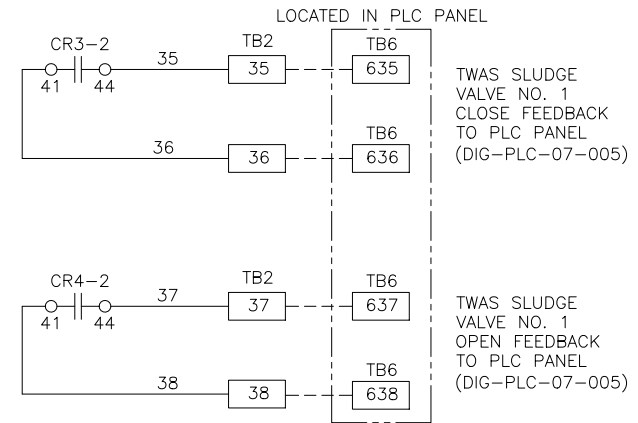 LOCATED IN PLC PANEL
CR3-2
35
TB2
TB6
41
44
35
635
TWAS SLUDGE
VALVE NO. 1
CLOSE FEEDBACK
TO PLC PANEL
(DIG-PLC-07-005)
36
TB6
36
636
CR4-2
37
TB2
TB6
41
44
37
637
TWAS SLUDGE
VALVE NO. 1
OPEN FEEDBACK
TO PLC PANEL
(DIG-PLC-07-005)
38
TB6
38
638